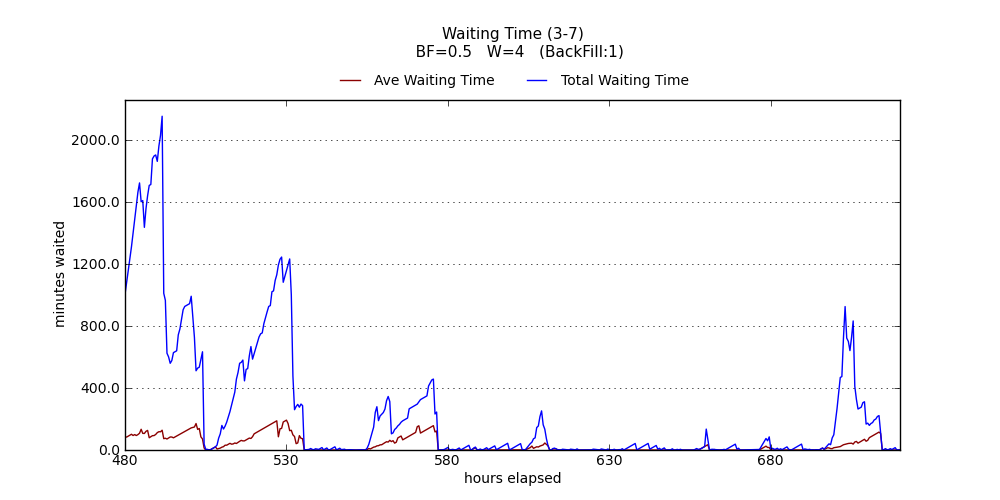 Waiting Time (3-7)
BF=0.5 W=4 (BackFill:1)
Ave Waiting Time
Total Waiting Time
2000.0
1600.0
1200.0
800.0
400.0
0.0
minutes waited
480
530
580
630
680
hours elapsed